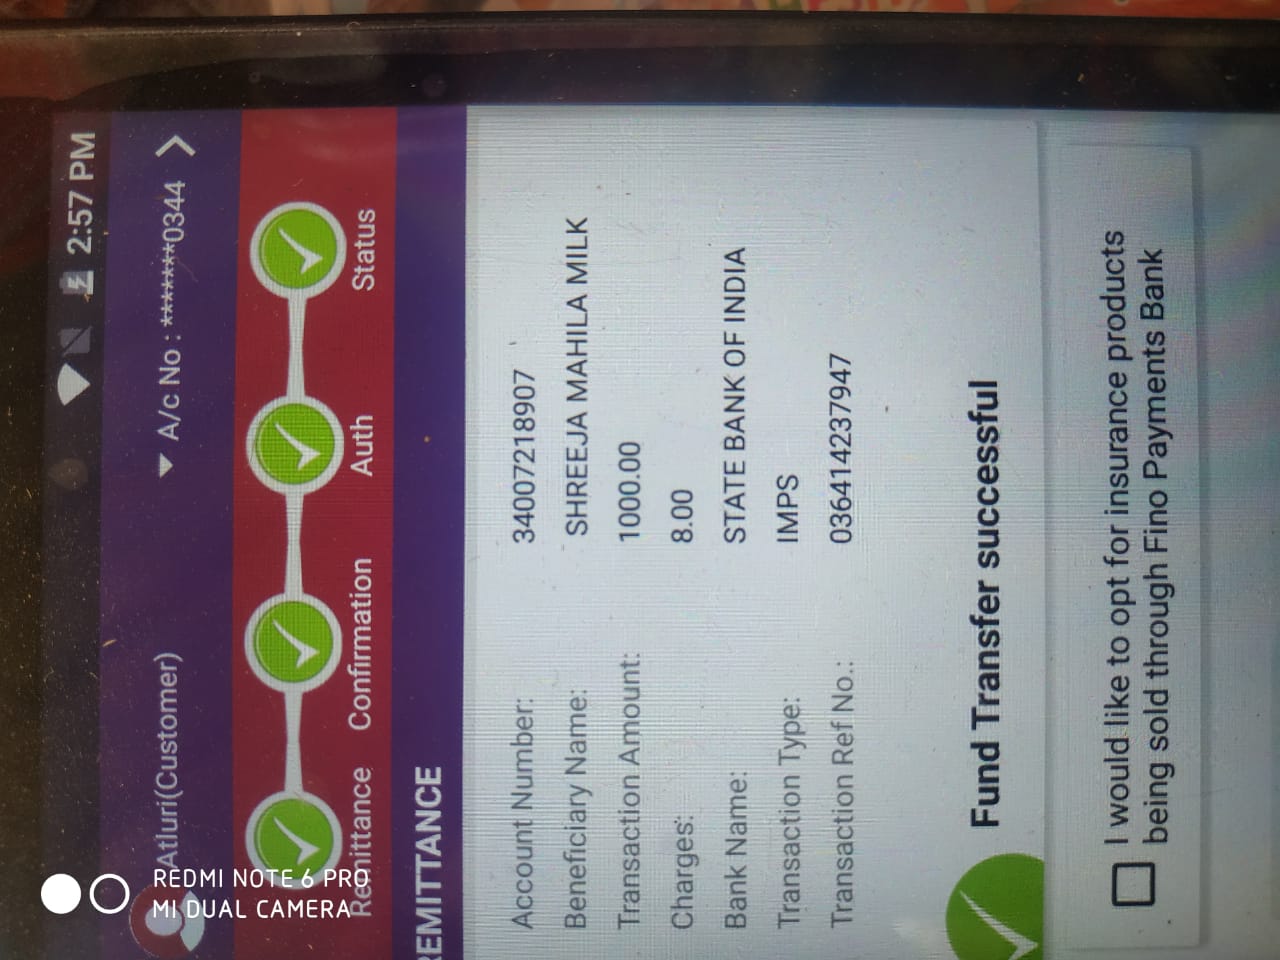 2:57 PM
Atluri(Customer)
A/c No : *******0344
Remittance Confirmation Auth Status
REMITTANCE
Account Number: 34007218907
Beneficiary Name: SHREEJA MAHILA MILK
Transaction Amount: 1000.00
Charges: 8.00
Bank Name: STATE BANK OF INDIA
Transaction Type: IMPS
Transaction Ref No.: 036414237947
Fund Transfer successful
I would like to opt for insurance products
being sold through Fino Payments Bank
REDMI NOTE 6 PRO
MI DUAL CAMERA